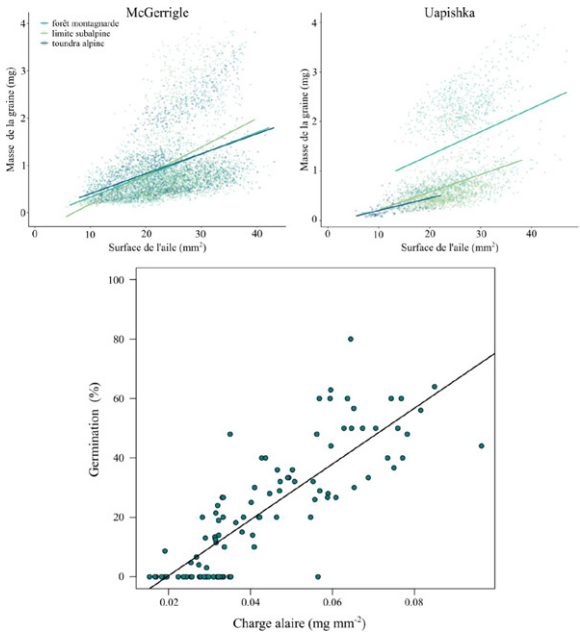 McGerrigle
Uapishka
forêt montagnarde
limite subalpine
toundra alpine
Masse de la graine (mg)
4
3
2
1
0
0
10
20
30
40
Surface de l'aile (mm²)
Masse de la graine (mg)
4
3
2
1
0
0
10
20
30
40
Surface de l'aile (mm²)
Germination (%)
100
80
60
40
20
0
0.02
0.04
0.06
0.08
Charge alaire (mg mm⁻²)